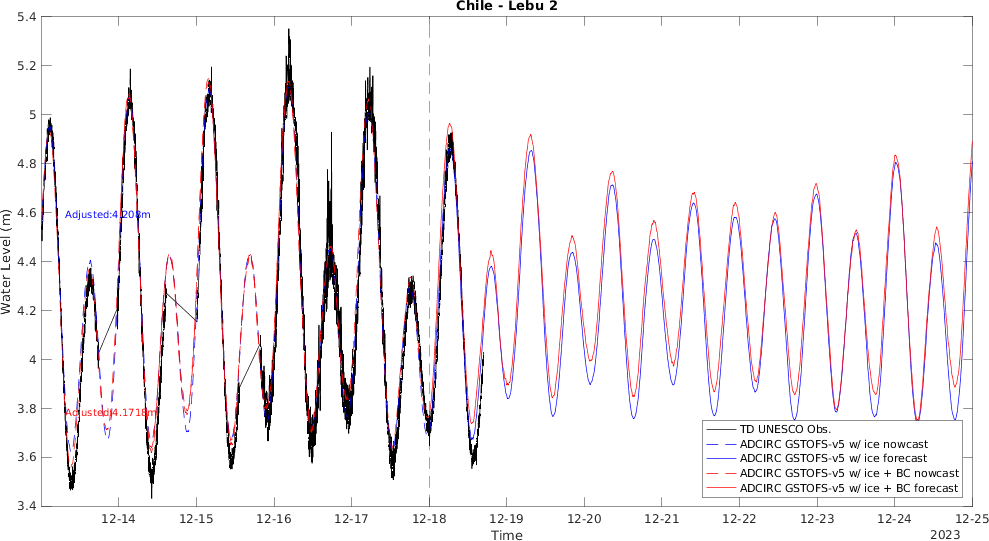 Chile - Lebu 2
5.4
5.2
5
4.8
4.6
4.4
4.2
4
3.8
3.6
3.4
Water Level (m)
Adjusted:4.208m
Adjusted:4.1718m
TD UNESCO Obs.
ADCIRC GSTOFS-v5 w/ ice nowcast
ADCIRC GSTOFS-v5 w/ ice forecast
ADCIRC GSTOFS-v5 w/ ice + BC nowcast
ADCIRC GSTOFS-v5 w/ ice + BC forecast
12-14 12-15 12-16 12-17 12-18 12-19 12-20 12-21 12-22 12-23 12-24 12-25
Time
2023